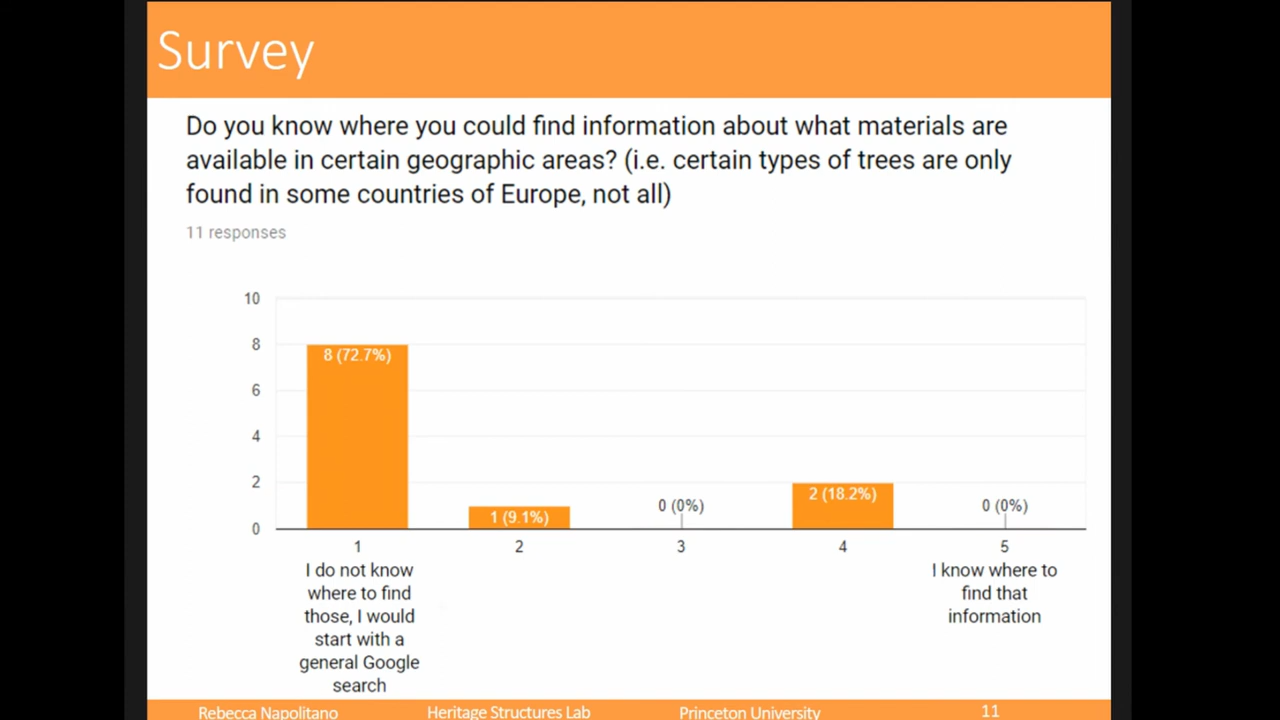 Survey
Do you know where you could find information about what materials are
available in certain geographic areas? (i.e. certain types of trees are only
found in some countries of Europe, not all)
11 responses
10
8
6
4
2
0
8 (72.7%)
1 (9.1%)
0 (0%)
2 (18.2%)
0 (0%)
1
2
3
4
5
I do not know
where to find
those, I would
start with a
general Google
search
I know where to
find that
information
Rebecca Napolitano Heritage Structures Lab Princeton University 11